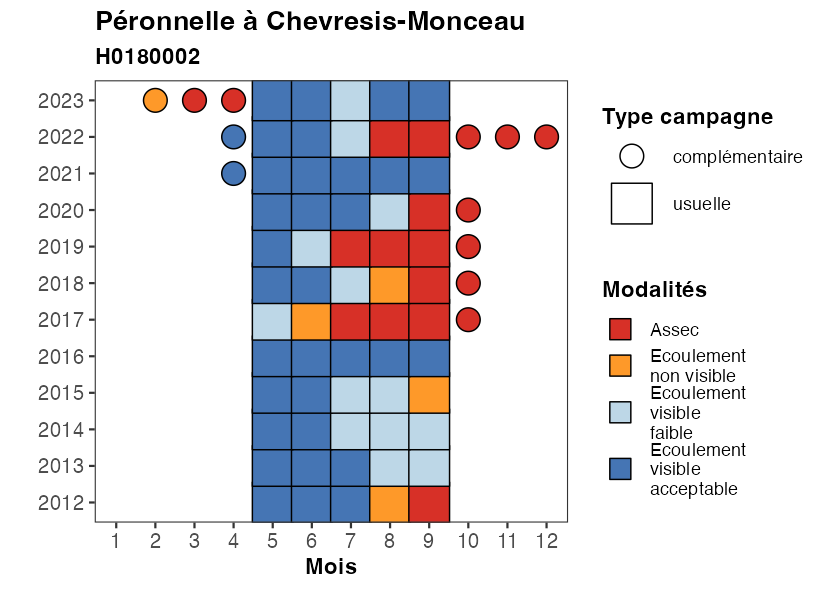 Péronnelle à Chevresis-Monceau
H0180002
2023
2022
2021
2020
2019
2018
2017
2016
2015
2014
2013
2012
1 2 3 4 5 6 7 8 9 10 11 12
Mois
Type campagne
complémentaire
usuelle
Modalités
Assec
Ecoulement
non visible
Ecoulement
visible
faible
Ecoulement
visible
acceptable